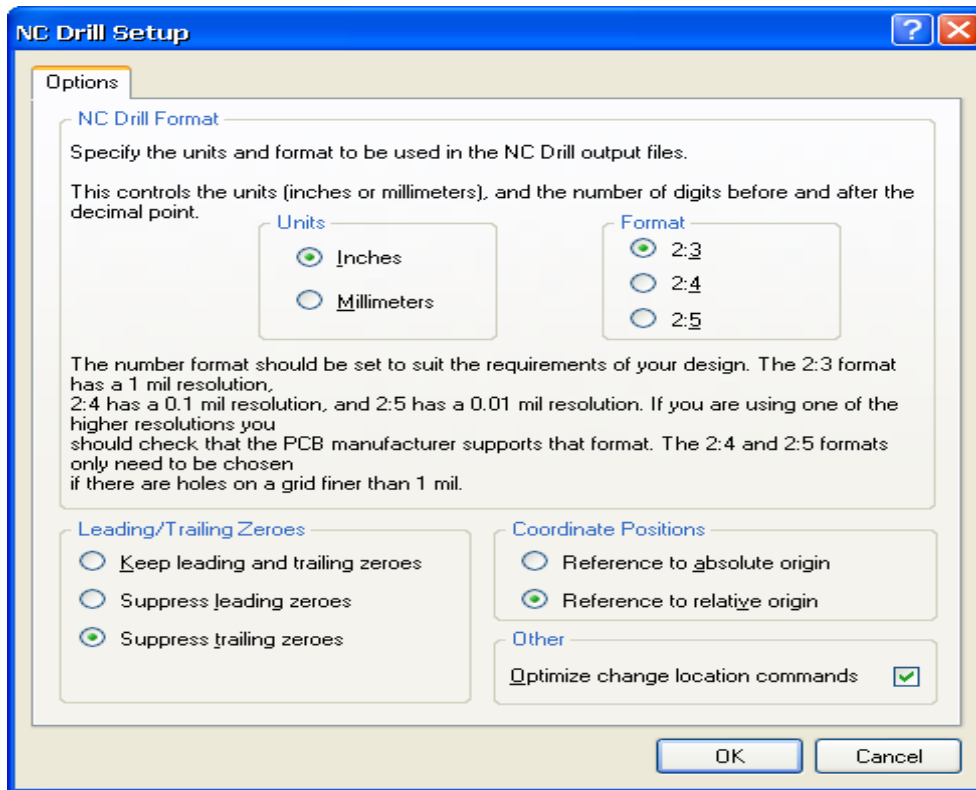 NC Drill Setup
Options
NC Drill Format
Specify the units and format to be used in the NC Drill output files.
This controls the units (inches or millimeters), and the number of digits before and after the
decimal point.
Units
Inches
Millimeters
Format
2:3
2:4
2:5
The number format should be set to suit the requirements of your design. The 2:3 format
has a 1 mil resolution,
2:4 has a 0.1 mil resolution, and 2:5 has a 0.01 mil resolution. If you are using one of the
higher resolutions you
should check that the PCB manufacturer supports that format. The 2:4 and 2:5 formats
only need to be chosen
if there are holes on a grid finer than 1 mil.
Leading/Trailing Zeroes
Keep leading and trailing zeroes
Suppress leading zeroes
Suppress trailing zeroes
Coordinate Positions
Reference to absolute origin
Reference to relative origin
Other
Optimize change location commands
OK
Cancel